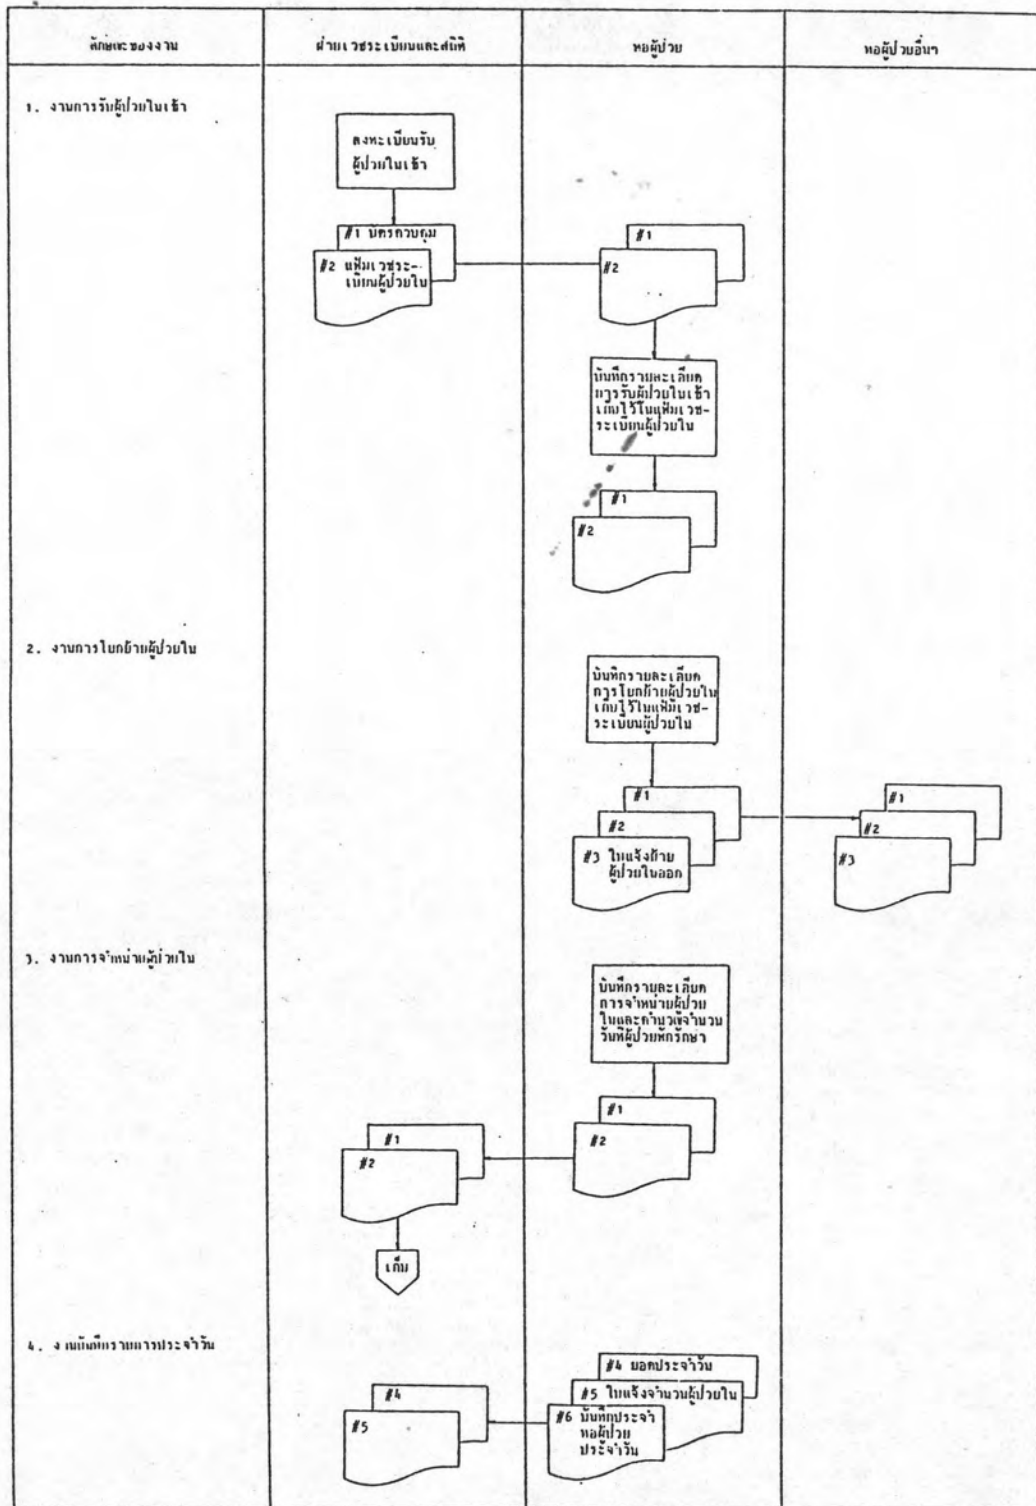 ลักษณะของงาน
ฝ่ายเวชระเบียนและสถิติ
หอผู้ป่วย
หอผู้ป่วยอื่นๆ
1. งานการรับผู้ป่วยในเข้า
ลงทะเบียนรับ
ผู้ป่วยในเข้า
#1 บัตรควบคุม
#2 แฟ้มเวชระ-
เบียนผู้ป่วยใน
#1
#2
บันทึกรายละเอียด
การรับผู้ป่วยในเข้า
เก็บไว้ในแฟ้มเวช-
ระเบียนผู้ป่วยใน
#1
#2
2. งานการโยกย้ายผู้ป่วยใน
บันทึกรายละเอียด
การโยกย้ายผู้ป่วยใน
เก็บไว้ในแฟ้มเวช-
ระเบียนผู้ป่วยใน
#1
#2
#3 ใบแจ้งย้าย
ผู้ป่วยในออก
#1
#2
#3
3. งานการจำหน่ายผู้ป่วยใน
บันทึกรายละเอียด
การจำหน่ายผู้ป่วย
ในและคำนวณจำนวน
วันที่ผู้ป่วยพักรักษา
#1
#2
#1
#2
เก็บ
4. งานบันทึกรายการประจำวัน
#4 ยอดประจำวัน
#5 ใบแจ้งจำนวนผู้ป่วยใน
#6 บันทึกประจำ
หอผู้ป่วย
ประจำวัน
#4
#5